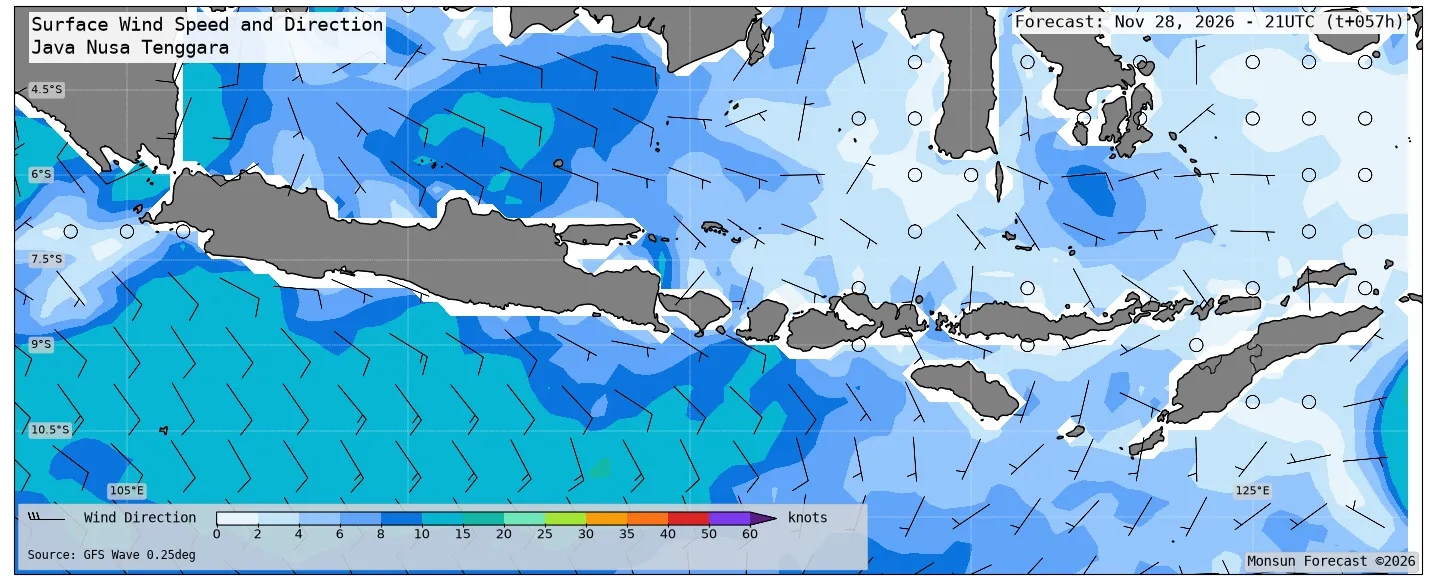 Surface Wind Speed and Direction
Java Nusa Tenggara
Forecast: Nov 28, 2026 - 21UTC (t+057h)
4.5°S
6°S
7.5°S
9°S
10.5°S
105°E
125°E
Wind Direction
0 2 4 6 8 10 15 20 25 30 35 40 50 60
knots
Source: GFS Wave 0.25deg
Monsun Forecast ©2026